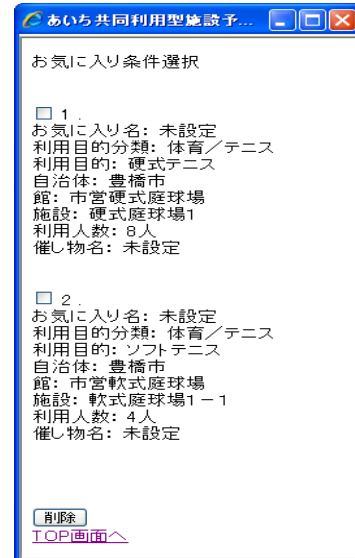 あいち共同利用型施設予...
お気に入り条件選択
1.
お気に入り名: 未設定
利用目的分類: 体育／テニス
利用目的: 硬式テニス
自治体: 豊橋市
館: 市営硬式庭球場
施設: 硬式庭球場1
利用人数: 8人
催し物名: 未設定
2.
お気に入り名: 未設定
利用目的分類: 体育／テニス
利用目的: ソフトテニス
自治体: 豊橋市
館: 市営軟式庭球場
施設: 軟式庭球場1－1
利用人数: 4人
催し物名: 未設定
削除
TOP画面へ